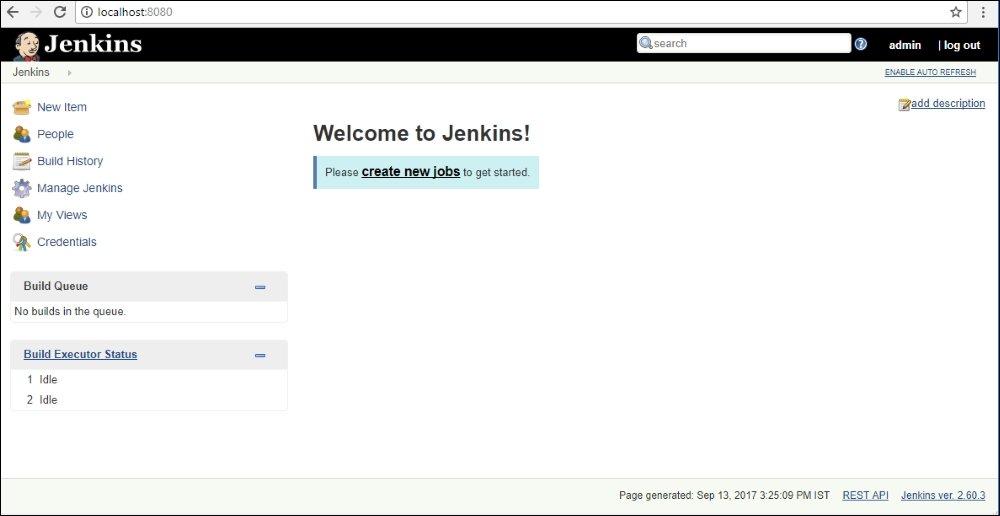 localhost:8080
Jenkins
search
admin
| log out
Jenkins
ENABLE AUTO REFRESH
New Item
People
Build History
Manage Jenkins
My Views
Credentials
add description
Welcome to Jenkins!
Please create new jobs to get started.
Build Queue
No builds in the queue.
Build Executor Status
1 Idle
2 Idle
Page generated: Sep 13, 2017 3:25:09 PM IST REST API Jenkins ver. 2.60.3